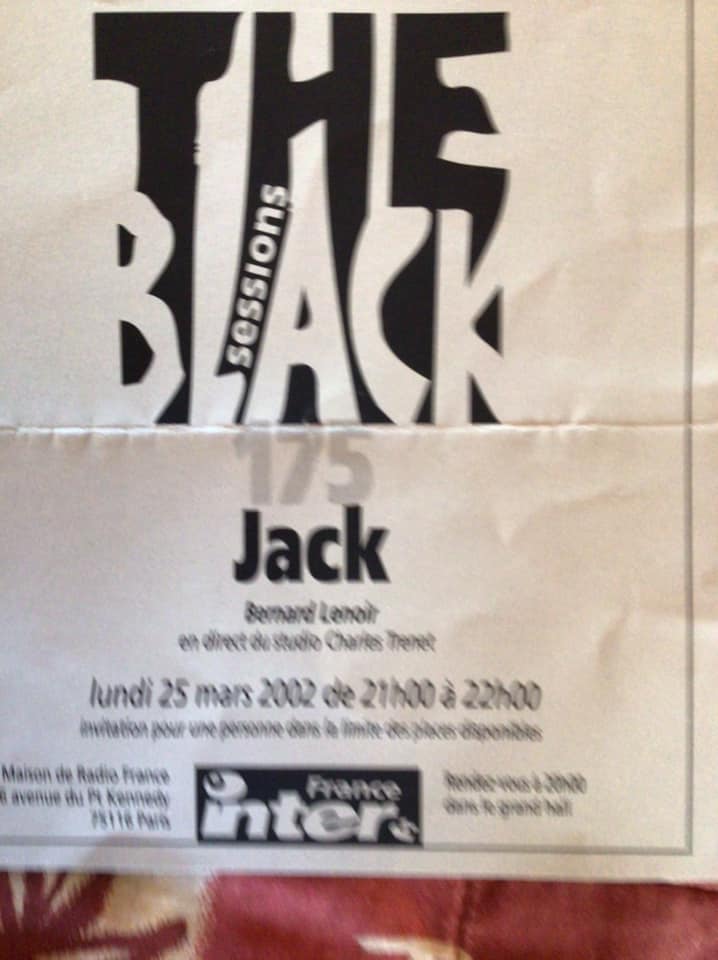 THE
BLACK
sessions
175
Jack
Bernard Lenoir
en direct du studio Charles Trenet
lundi 25 mars 2002 de 21h00 à 22h00
invitation pour une personne dans la limite des places disponibles
Maison de Radio France
6 avenue du Pt Kennedy
75116 Paris
France
inter
Rendez-vous à 20h00
dans le grand hall